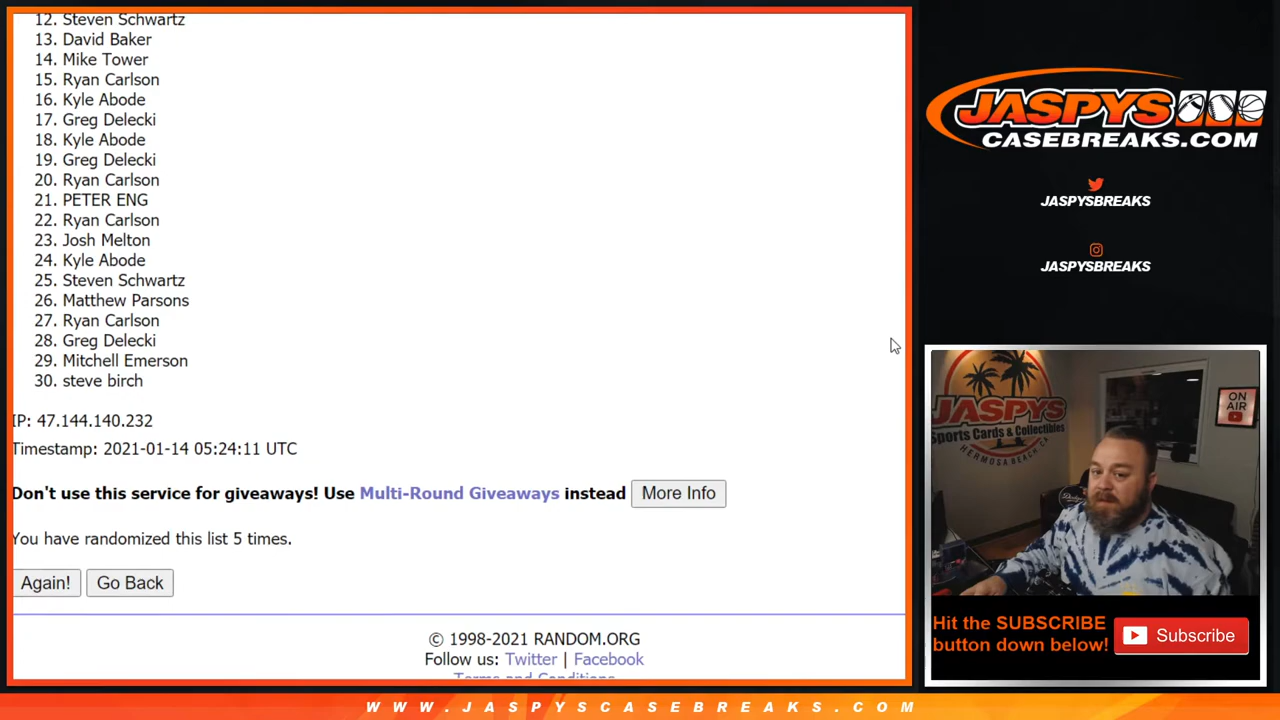 12. Steven Schwartz
13. David Baker
14. Mike Tower
15. Ryan Carlson
16. Kyle Abode
17. Greg Delecki
18. Kyle Abode
19. Greg Delecki
20. Ryan Carlson
21. PETER ENG
22. Ryan Carlson
23. Josh Melton
24. Kyle Abode
25. Steven Schwartz
26. Matthew Parsons
27. Ryan Carlson
28. Greg Delecki
29. Mitchell Emerson
30. steve birch
IP: 47.144.140.232
Timestamp: 2021-01-14 05:24:11 UTC
Don't use this service for giveaways! Use Multi-Round Giveaways instead More Info
You have randomized this list 5 times.
Again! Go Back
© 1998-2021 RANDOM.ORG
Follow us: Twitter | Facebook
Terms and Conditions
JASPYS
CASEBREAKS.COM
JASPYSBREAKS
JASPYSBREAKS
JASPYS
Sports Cards & Collectibles
HERMOSA BEACH, CA
ON
AIR
Hit the SUBSCRIBE
button down below!
Subscribe
WWW.JASPYSCASEBREAKS.COM